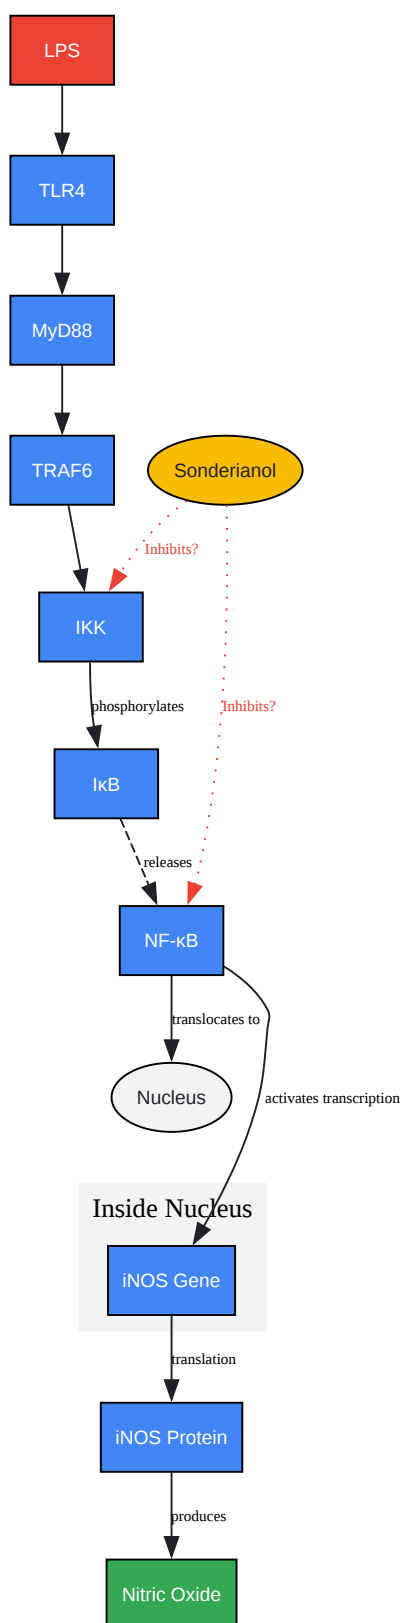 LPS
TLR4
MyD88
TRAF6
Sonderianol
Inhibits?
IKK
phosphorylates
Inhibits?
IκB
releases
NF-κB
translocates to
Nucleus
activates transcription
Inside Nucleus
iNOS Gene
translation
iNOS Protein
produces
Nitric Oxide